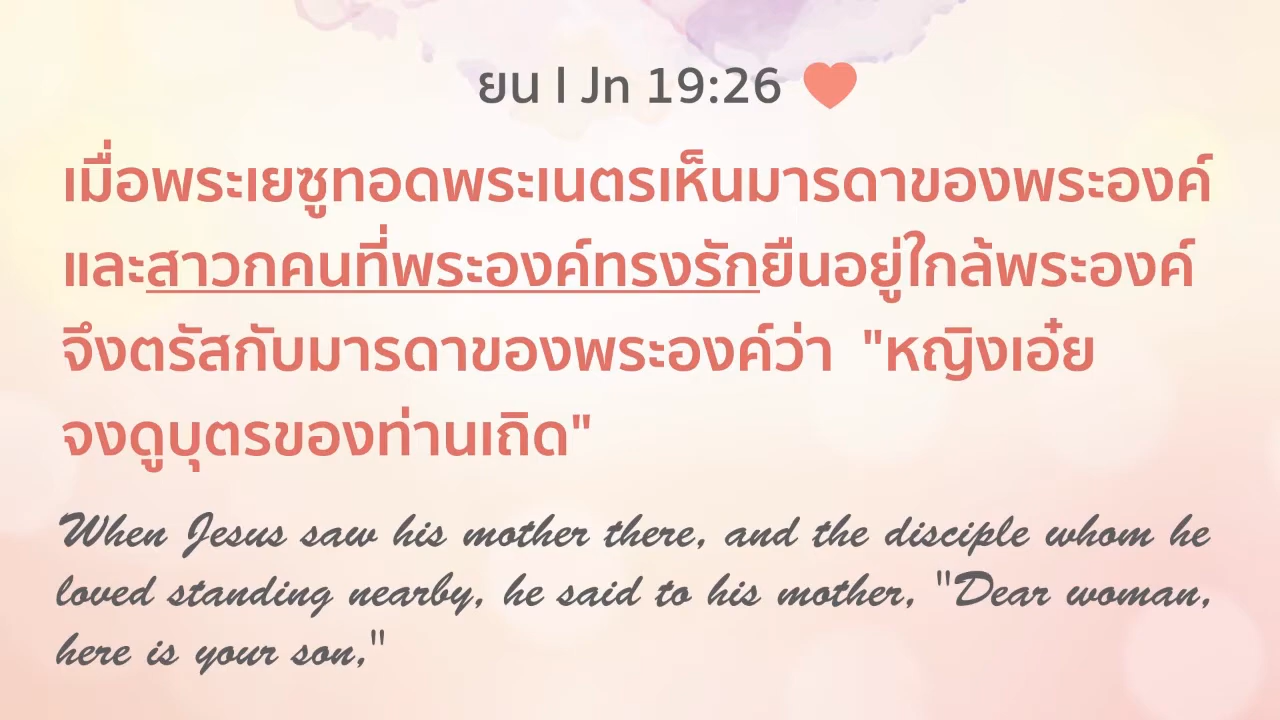 ยน | Jn 19:26
เมื่อพระเยซูทอดพระเนตรเห็นมารดาของพระองค์
และสาวกคนที่พระองค์ทรงรักยืนอยู่ใกล้พระองค์
จึงตรัสกับมารดาของพระองค์ว่า "หญิงเอ๋ย
จงดูบุตรของท่านเถิด"
When Jesus saw his mother there, and the disciple whom he
loved standing nearby, he said to his mother, "Dear woman,
here is your son,"